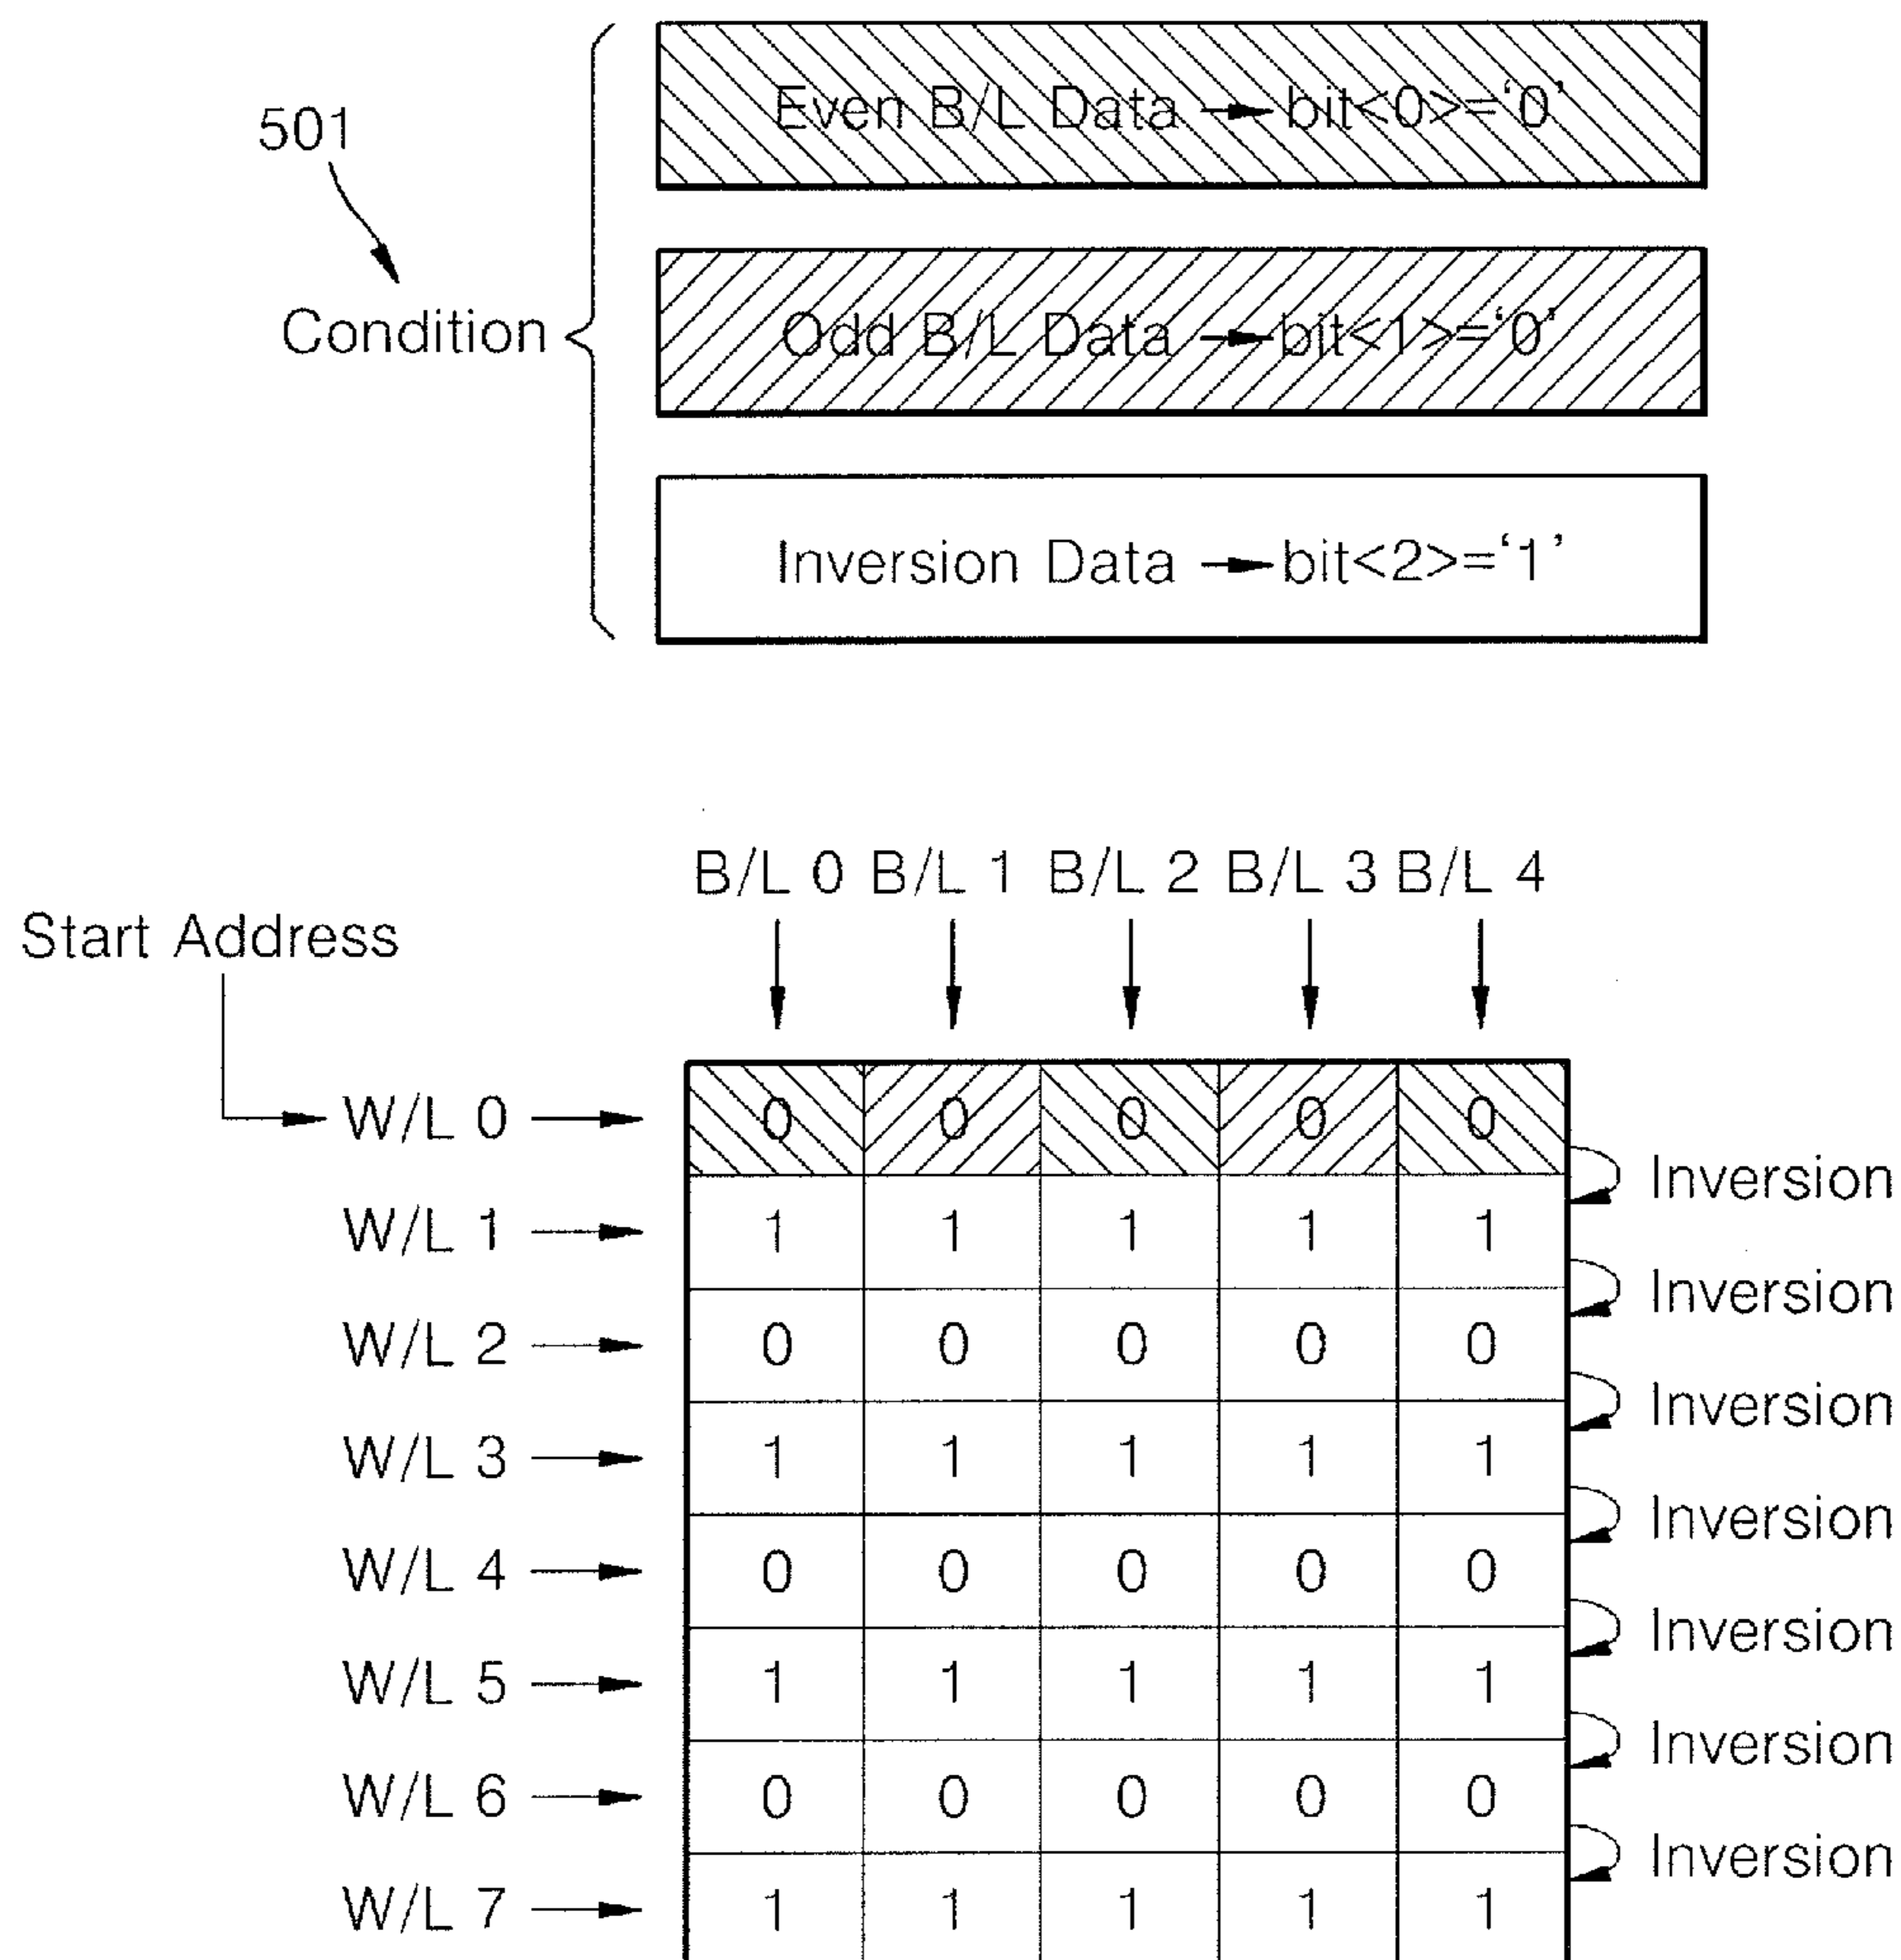 Even B/L Data → bit<0>='0'
501
Condition
Odd B/L Data → bit<1>='0'
Inversion Data → bit<2>='1'
B/L 0 B/L 1 B/L 2 B/L 3 B/L 4
Start Address
W/L 0 0 0 0 0 0
Inversion
W/L 1 1 1 1 1 1
Inversion
W/L 2 0 0 0 0 0
Inversion
W/L 3 1 1 1 1 1
Inversion
W/L 4 0 0 0 0 0
Inversion
W/L 5 1 1 1 1 1
Inversion
W/L 6 0 0 0 0 0
Inversion
W/L 7 1 1 1 1 1